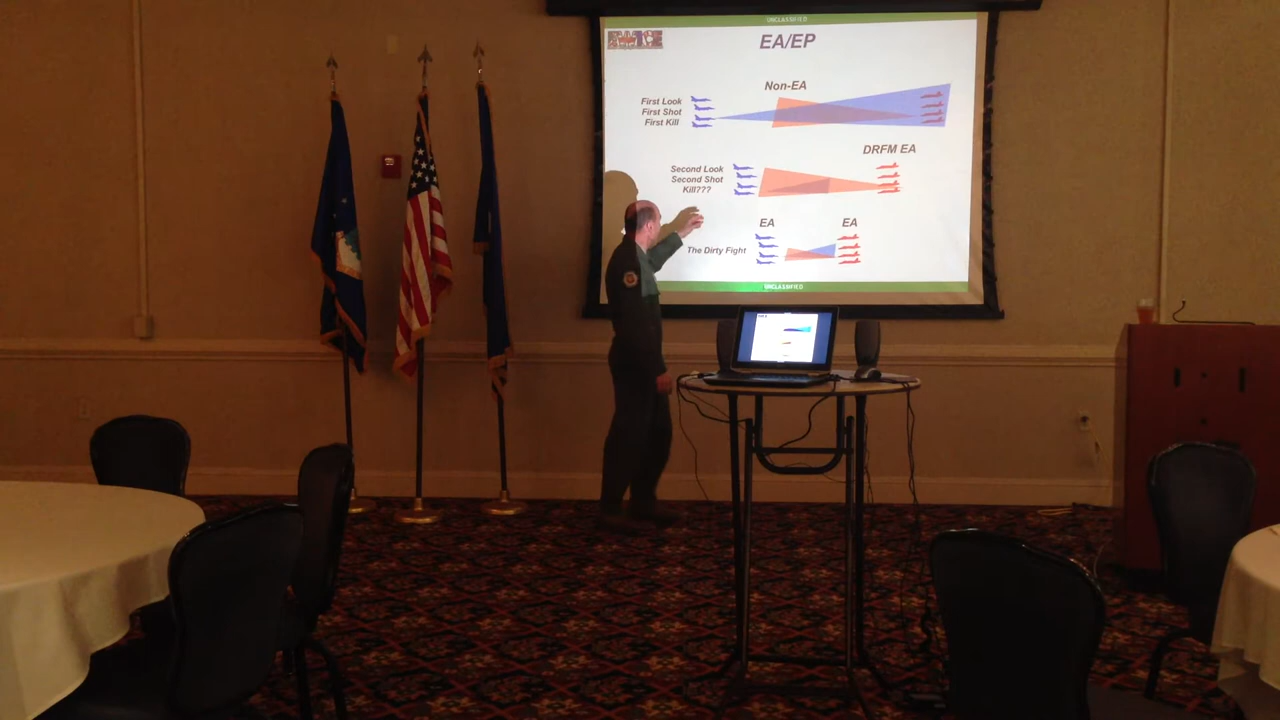 UNCLASSIFIED
EA/EP
Non-EA
First Look
First Shot
First Kill
DRFM EA
Second Look
Second Shot
Kill???
EA
EA
The Dirty Fight
UNCLASSIFIED